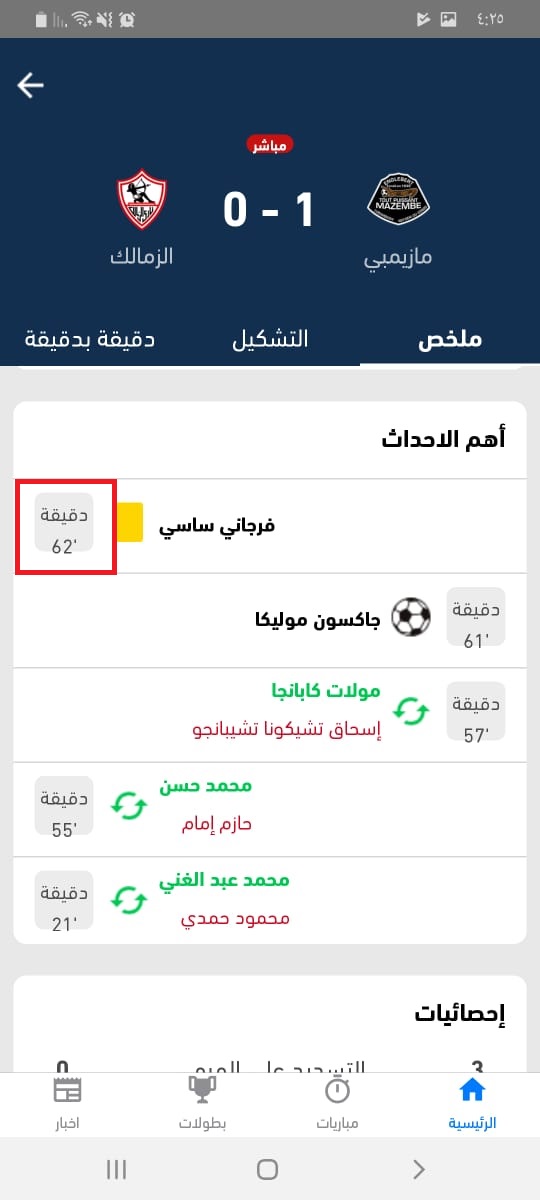 ٤:٢٥
مباشر
0 - 1
مازيمبي
الزمالك
ملخص
التشكيل
دقيقة بدقيقة
أهم الاحداث
فرجاني ساسي
دقيقة
62'
دقيقة
61'
جاكسون موليكا
دقيقة
57'
مولات كابانجا
إسحاق تشيكونا تشيبانجو
محمد حسن
حازم إمام
دقيقة
55'
محمد عبد الغني
محمود حمدي
دقيقة
21'
إحصائيات
3
0
الرئيسية
مباريات
بطولات
اخبار
TOUT PUISSANT
MAZEMBE